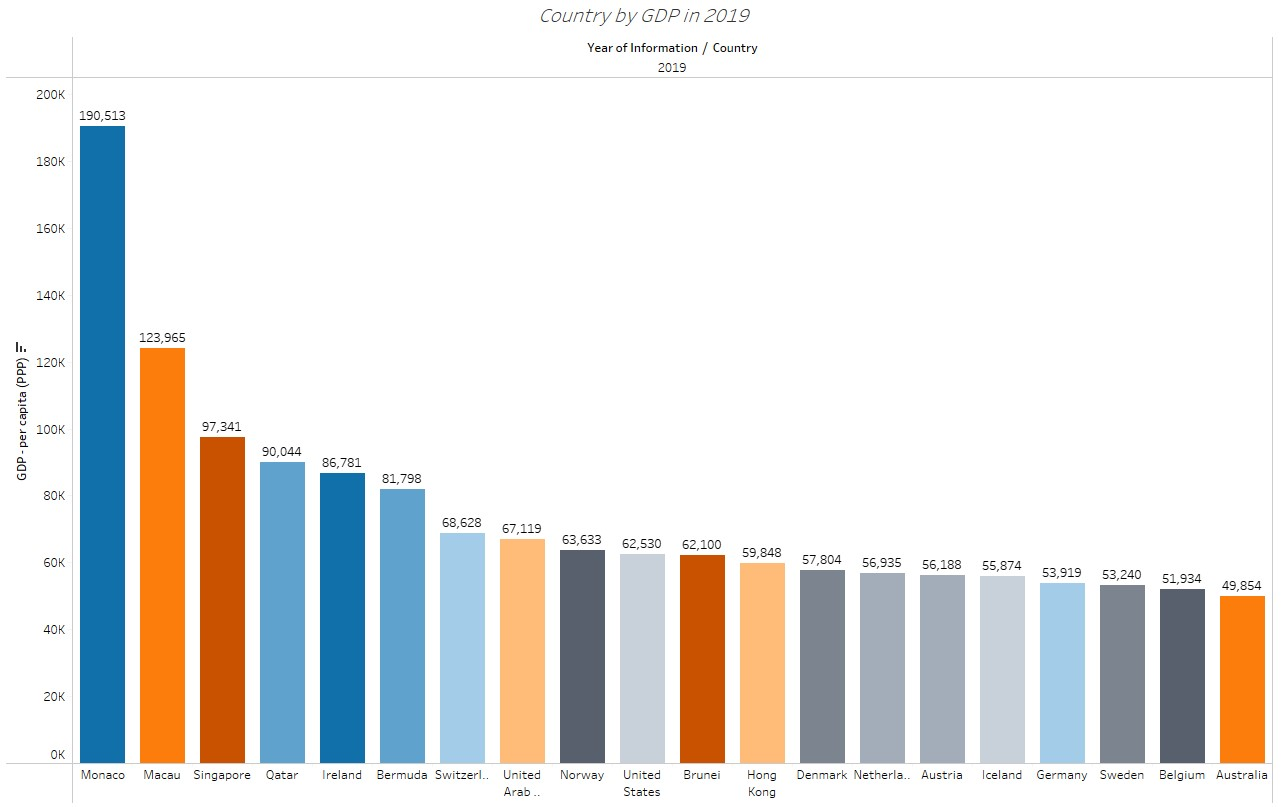 Country by GDP in 2019
Year of Information / Country
2019
GDP - per capita (PPP)
200K
180K
160K
140K
120K
100K
80K
60K
40K
20K
0K
190,513
123,965
97,341
90,044
86,781
81,798
68,628
67,119
63,633
62,530
62,100
59,848
57,804
56,935
56,188
55,874
53,919
53,240
51,934
49,854
Monaco
Macau
Singapore
Qatar
Ireland
Bermuda
Switzerl..
United
Arab ..
Norway
United
States
Brunei
Hong
Kong
Denmark
Netherla..
Austria
Iceland
Germany
Sweden
Belgium
Australia